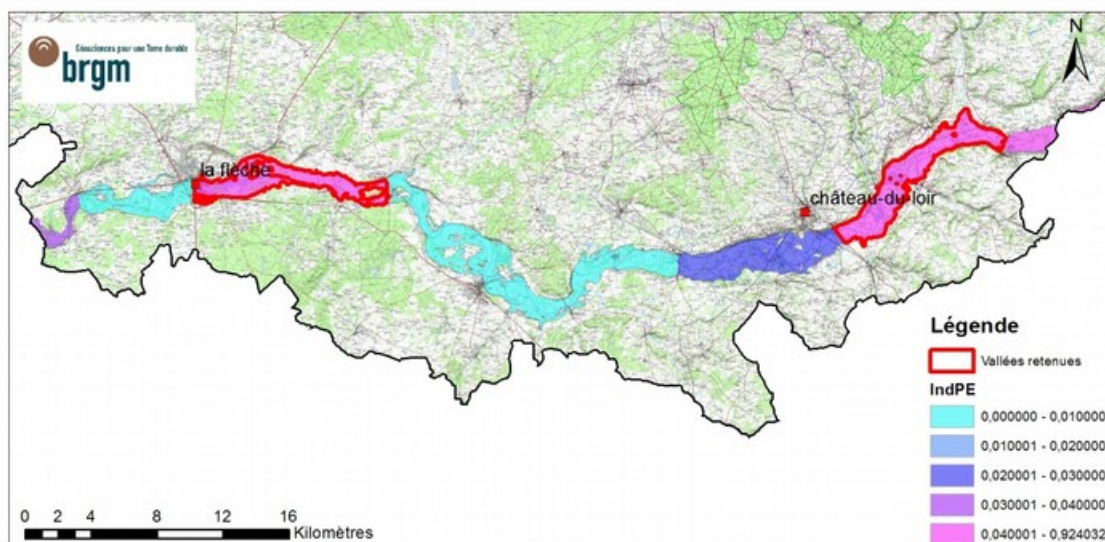 Géosciences pour une Terre durable
brgm
N
la flèche
château-du-loir
Légende
Vallées retenues
IndPE
0,000000 - 0,010000
0,010001 - 0,020000
0,020001 - 0,030000
0,030001 - 0,040000
0,040001 - 0,924032
0 2 4 8 12 16
Kilomètres